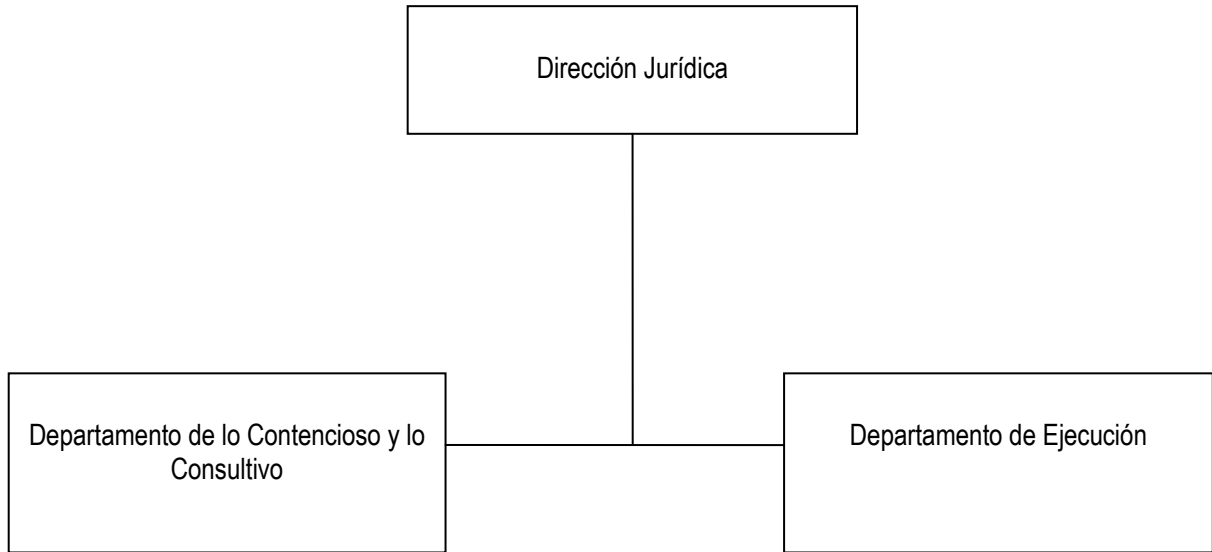 Dirección Jurídica
Departamento de lo Contencioso y lo
Consultivo
Departamento de Ejecución